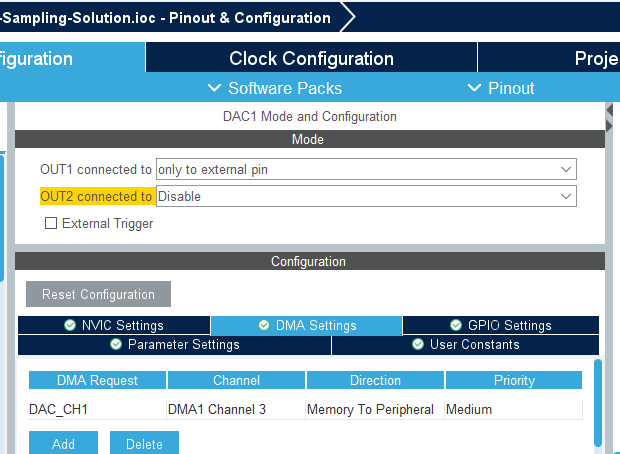 -Sampling-Solution.ioc - Pinout & Configuration
figuration Clock Configuration Proje
Software Packs Pinout
DAC1 Mode and Configuration
Mode
OUT1 connected to only to external pin
OUT2 connected to Disable
External Trigger
Configuration
Reset Configuration
NVIC Settings DMA Settings GPIO Settings
Parameter Settings User Constants
DMA Request Channel Direction Priority
DAC_CH1 DMA1 Channel 3 Memory To Peripheral Medium
Add Delete